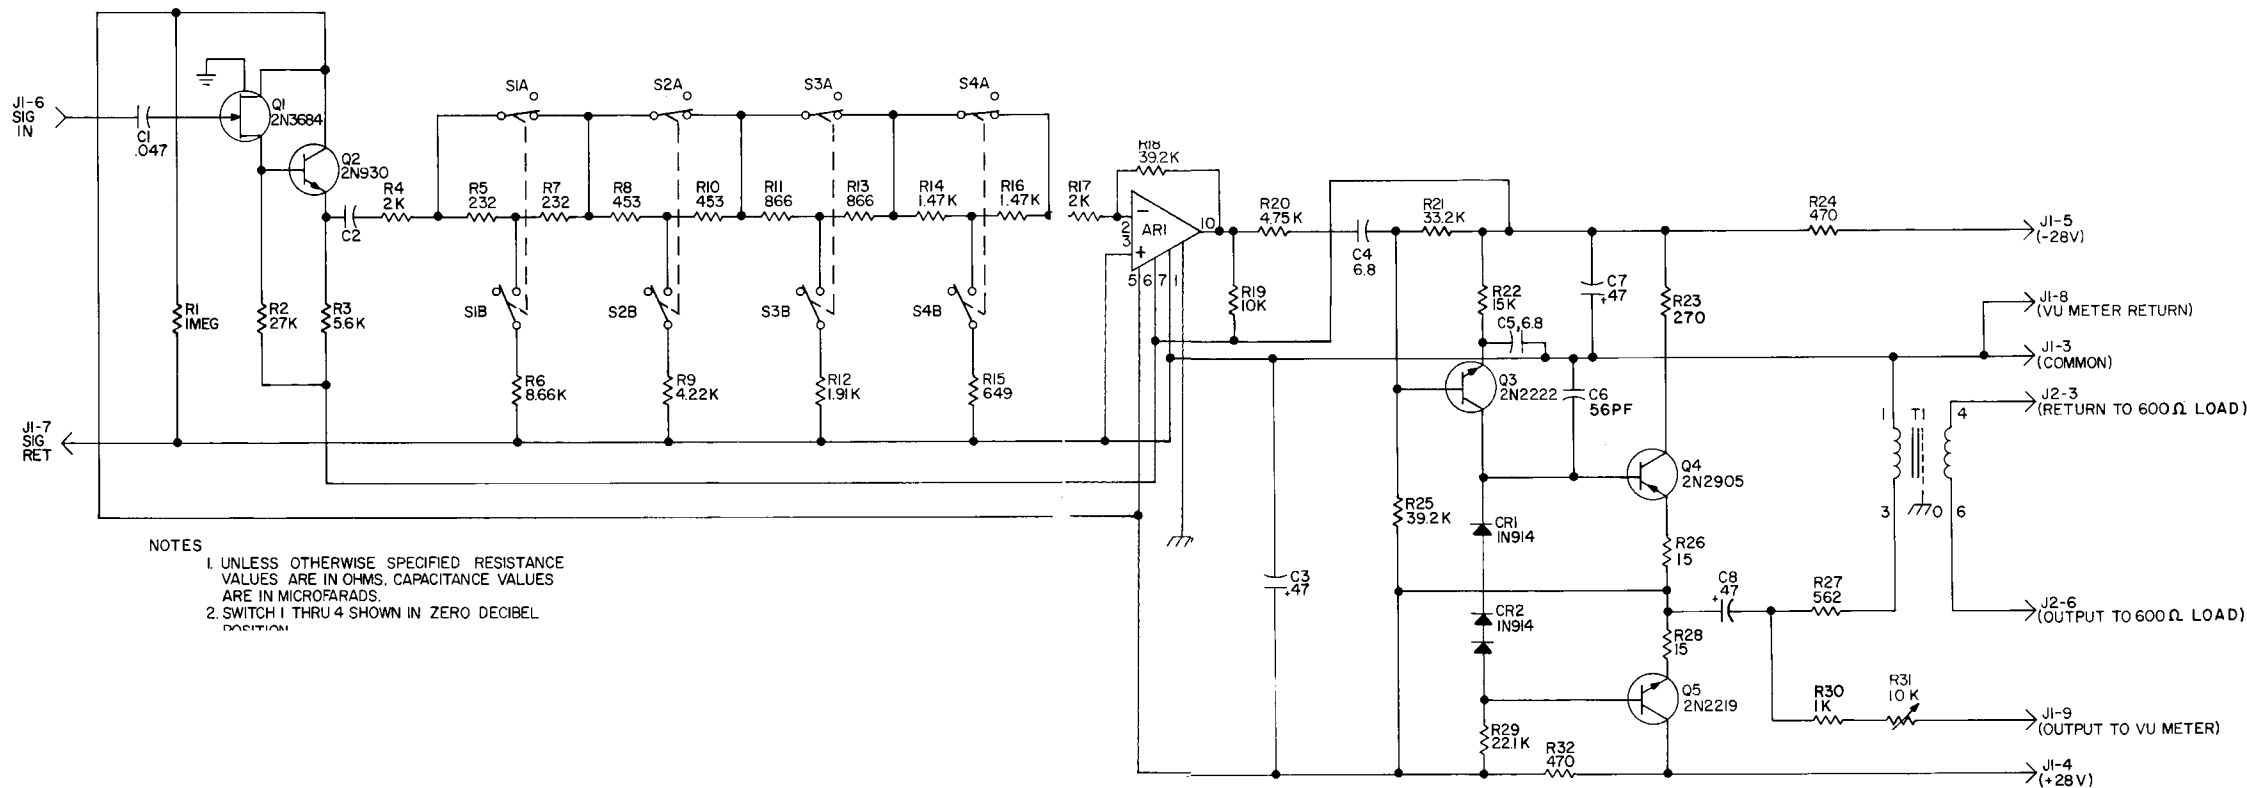 J1-6
SIG
IN
C1
.047
Q1
2N3684
Q2
2N930
R1
1MEG
R2
27K
R3
5.6K
C2
R4
2K
S1A
S2A
S3A
S4A
R5
232
R7
232
R8
453
R10
453
R11
866
R13
866
R14
1.47K
R16
1.47K
S1B
S2B
S3B
S4B
R6
8.66K
R9
4.22K
R12
1.91K
R15
649
J1-7
SIG
RET
R17
2K
R18
39.2K
AR1
−
+
2
3
10
5 6 7 1
R20
4.75K
R19
10K
C4
6.8
R21
33.2K
R22
15K
C5,6.8
C7
+47
R23
270
R24
470
J1-5
(-28V)
J1-8
(VU METER RETURN)
J1-3
(COMMON)
J2-3
(RETURN TO 600Ω LOAD)
Q3
2N2222
C6
56PF
Q4
2N2905
1 T1 4
3 0 6
R25
39.2K
CR1
1N914
R26
15
C3
+47
CR2
1N914
C8
+47
R27
562
J2-6
(OUTPUT TO 600Ω LOAD)
R28
15
Q5
2N2219
R30
1K
R31
10K
J1-9
(OUTPUT TO VU METER)
R29
22.1K
R32
470
J1-4
(+28V)
NOTES
1. UNLESS OTHERWISE SPECIFIED RESISTANCE
VALUES ARE IN OHMS, CAPACITANCE VALUES
ARE IN MICROFARADS.
2. SWITCH 1 THRU 4 SHOWN IN ZERO DECIBEL
POSITION